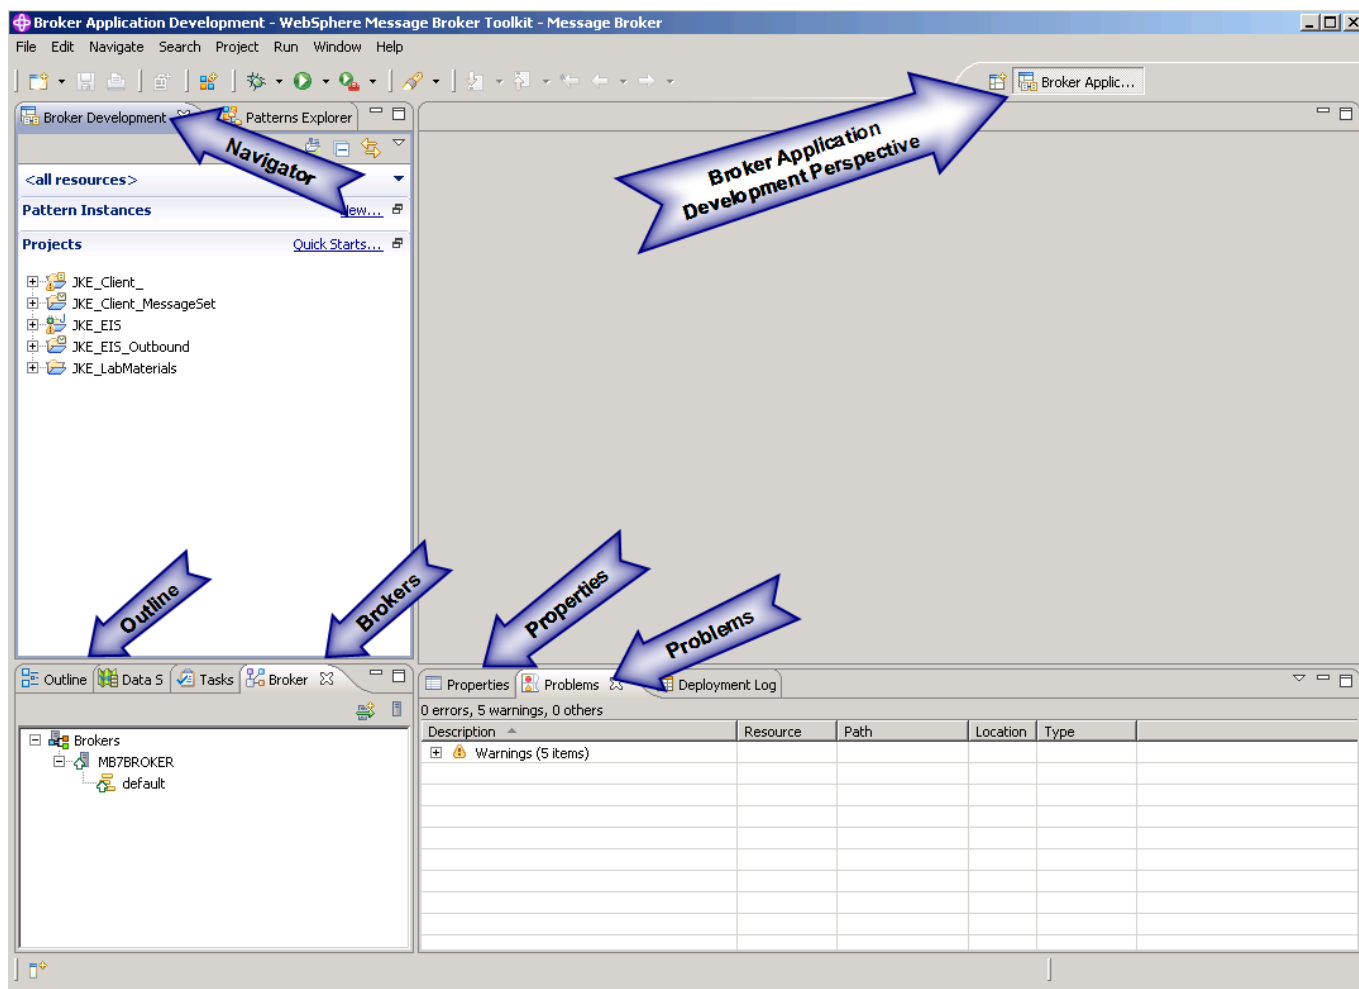 Broker Application Development - WebSphere Message Broker Toolkit - Message Broker
File Edit Navigate Search Project Run Window Help
Broker Applic...
Broker Development
Patterns Explorer
Navigator
Broker Application
Development Perspective
<all resources>
Pattern Instances
Projects Quick Starts...
JKE_Client_
JKE_Client_MessageSet
JKE_EIS
JKE_EIS_Outbound
JKE_LabMaterials
Outline
Brokers
Properties
Problems
Outline Data S Tasks Broker
Properties Problems Deployment Log
0 errors, 5 warnings, 0 others
Description Resource Path Location Type
Warnings (5 items)
Brokers
MB7BROKER
default